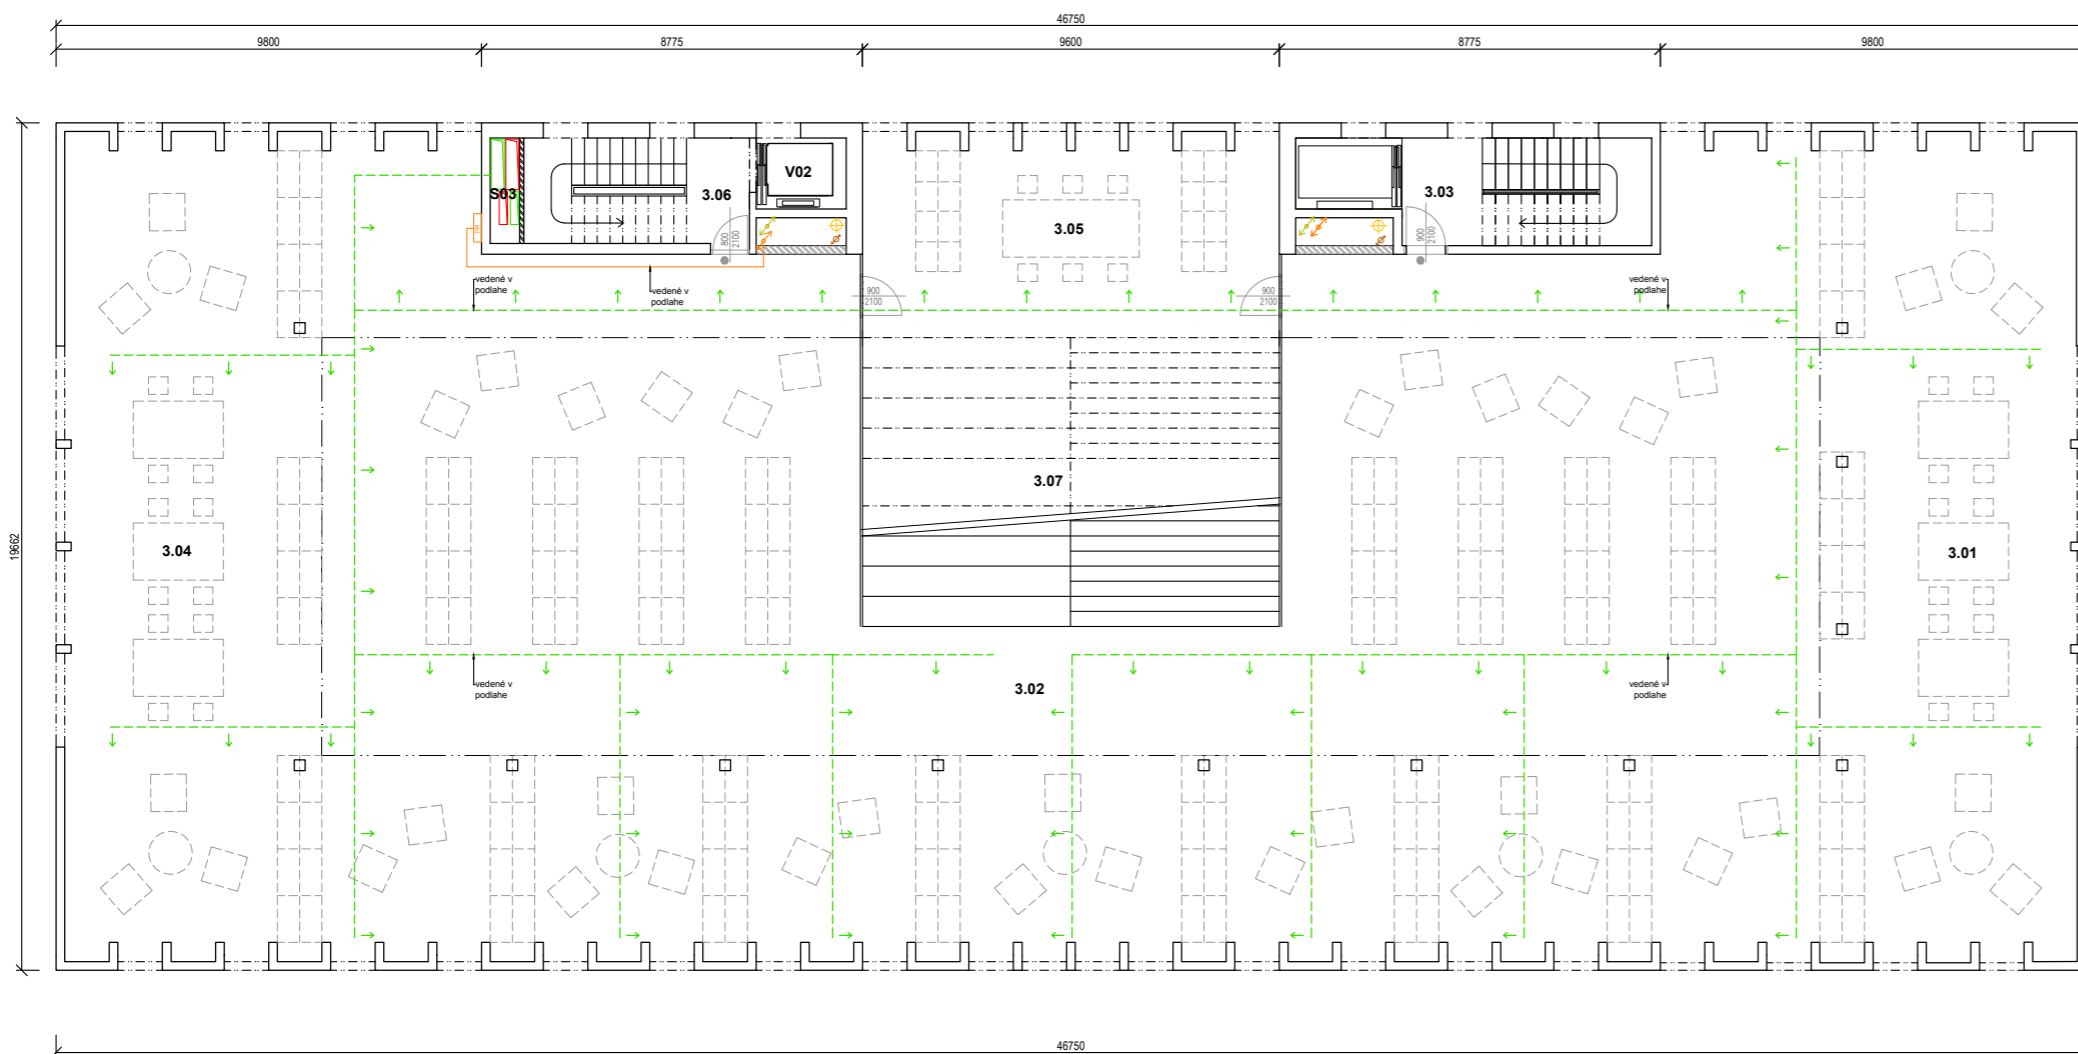 46750
9800
8775
9600
8775
9800
19662
S03
3.06
V02
3.05
3.03
PR
800
2100
900
2100
vedené v
podlahe
vedené v
podlahe
900
2100
900
2100
vedené v
podlahe
3.07
3.04
3.01
vedené v
podlahe
3.02
vedené v
podlahe
46750